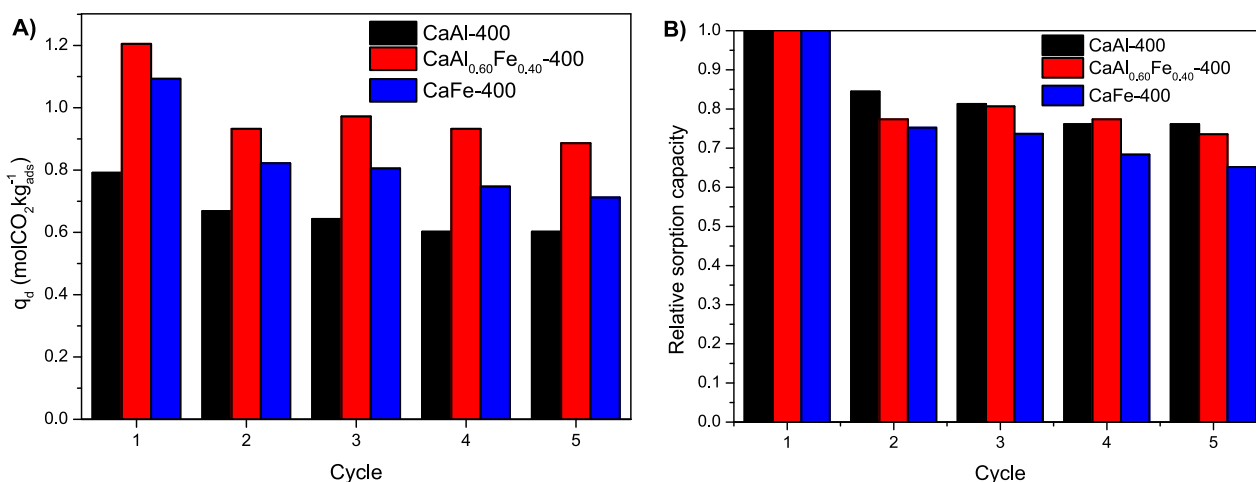 A)
CaAl-400
CaAl0.60Fe0.40-400
CaFe-400
1.2
1.0
0.8
0.6
0.4
0.2
0.0
qd (molCO2kg-1ads)
1 2 3 4 5
Cycle
B)
CaAl-400
CaAl0.60Fe0.40-400
CaFe-400
1.0
0.9
0.8
0.7
0.6
0.5
0.4
0.3
0.2
0.1
0.0
Relative sorption capacity
1 2 3 4 5
Cycle